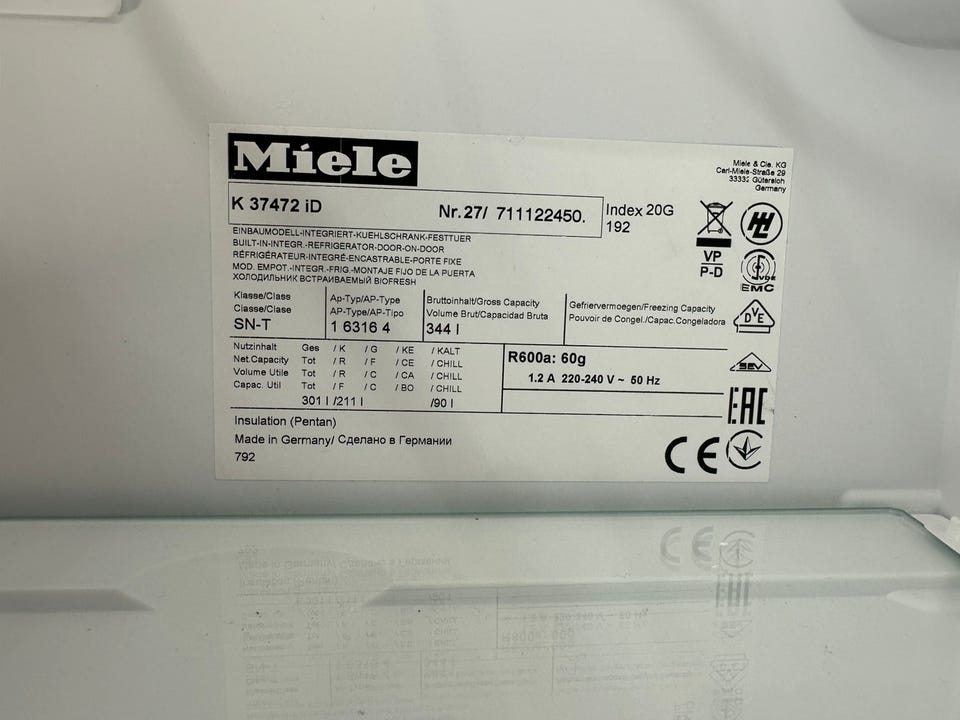 Miele
Miele & Cie. KG
Carl-Miele-Straße 29
33332 Gütersloh
Germany
K 37472 iD
Nr.27/ 711122450.
Index 20G
192
EINBAUMODELL-INTEGRIERT-KUEHLSCHRANK-FESTTUER
BUILT-IN-INTEGR.-REFRIGERATOR-DOOR-ON-DOOR
RÉFRIGÉRATEUR-INTEGRÉ-ENCASTRABLE-PORTE FIXE
MOD. EMPOT.-INTEGR.-FRIG.-MONTAJE FIJO DE LA PUERTA
ХОЛОДИЛЬНИК ВСТРАИВАЕМЫЙ BIOFRESH
VP
P-D
VDE
EMC
Klasse/Class
Classe/Clase
SN-T
Ap-Typ/AP-Type
AP-Type/AP-Tipo
1 6316 4
Bruttoinhalt/Gross Capacity
Volume Brut/Capacidad Bruta
344 l
Gefriervermoegen/Freezing Capacity
Pouvoir de Congel./Capac.Congeladora
DVE
Nutzinhalt Ges / K / G / KE / KALT
Net.Capacity Tot / R / F / CE / CHILL
Volume Utile Tot / R / C / CA / CHILL
Capac. Util Tot / F / C / BO / CHILL
301 l /211 l /90 l
R600a: 60g
1.2 A 220-240 V ~ 50 Hz
SEV
EAC
Insulation (Pentan)
Made in Germany/ Сделано в Германии
792
CE